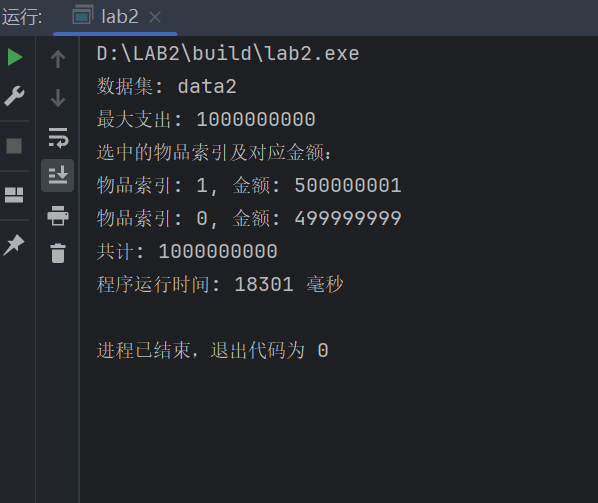 运行: lab2
D:\LAB2\build\lab2.exe
数据集: data2
最大支出: 1000000000
选中的物品索引及对应金额:
物品索引: 1, 金额: 500000001
物品索引: 0, 金额: 499999999
共计: 1000000000
程序运行时间: 18301 毫秒
进程已结束，退出代码为 0